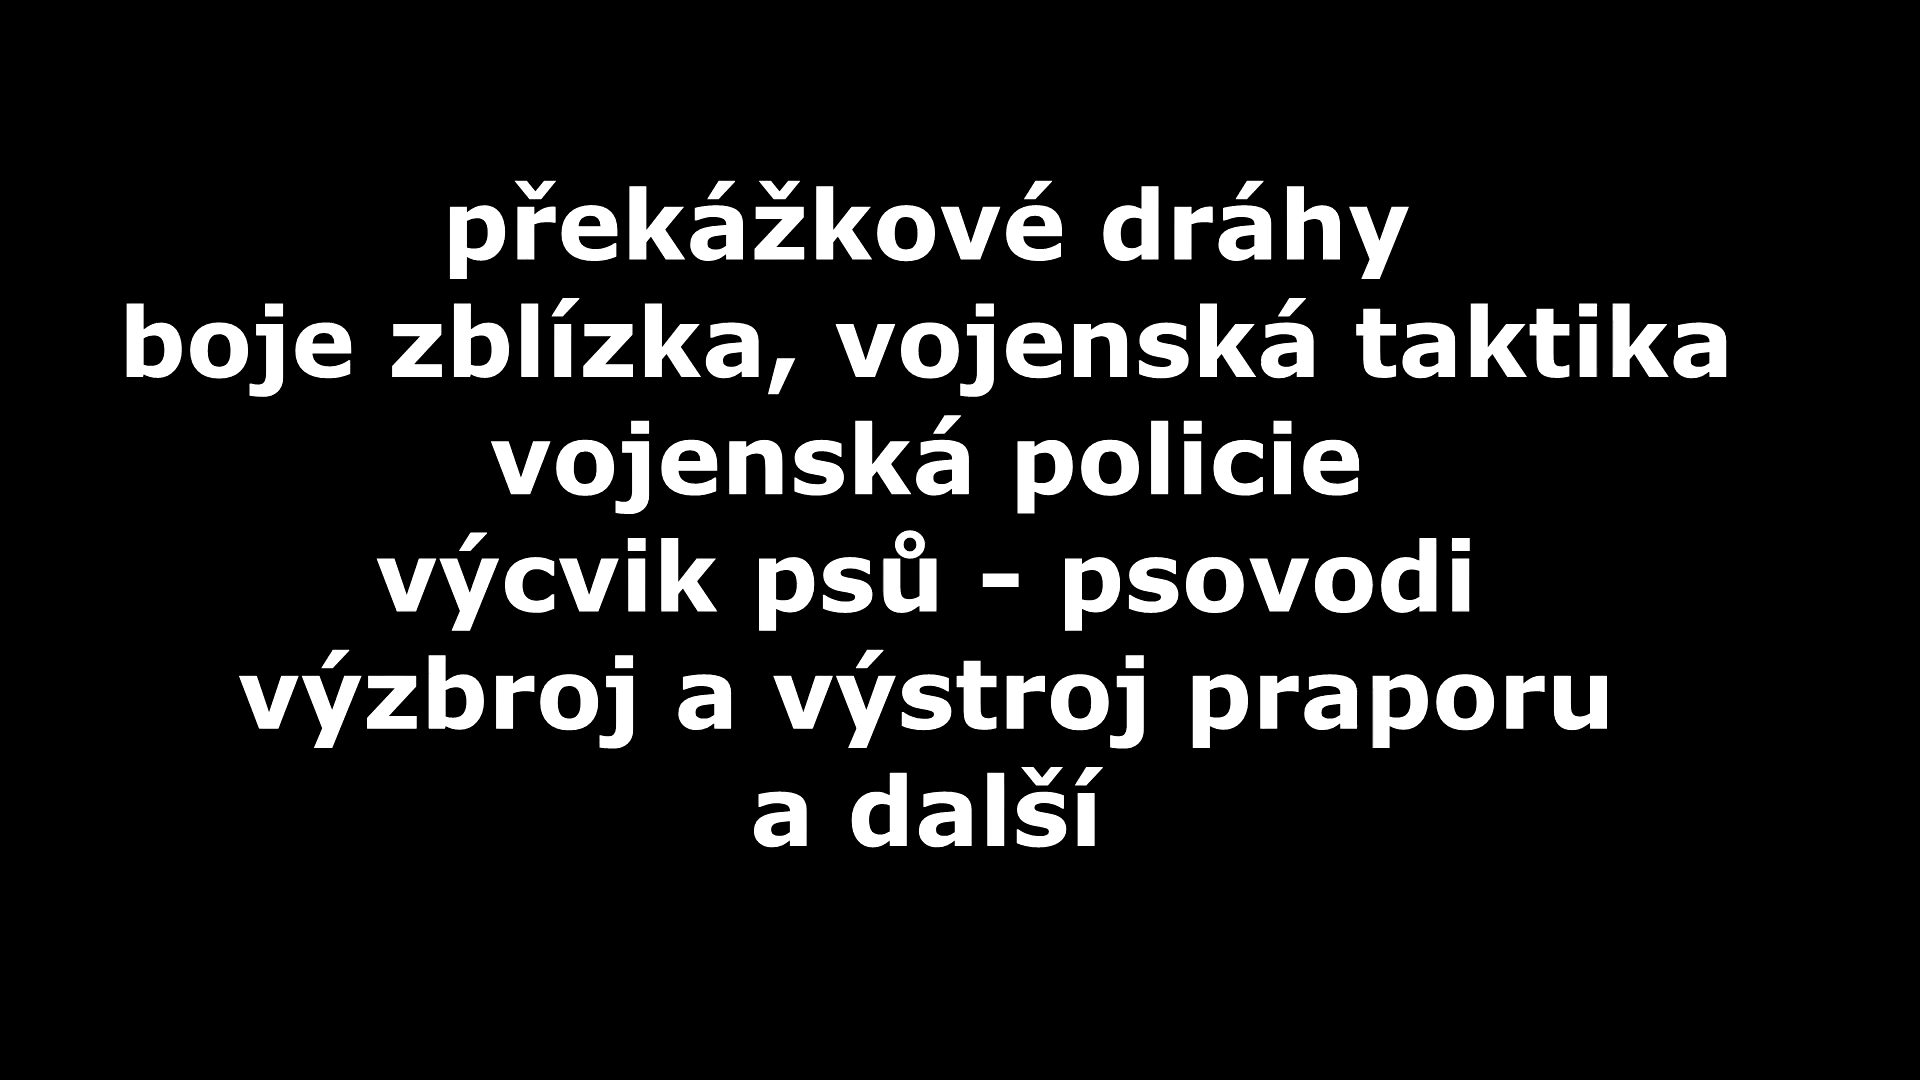 překážkové dráhy
boje zblízka, vojenská taktika
vojenská policie
výcvik psů - psovodi
výzbroj a výstroj praporu
a další